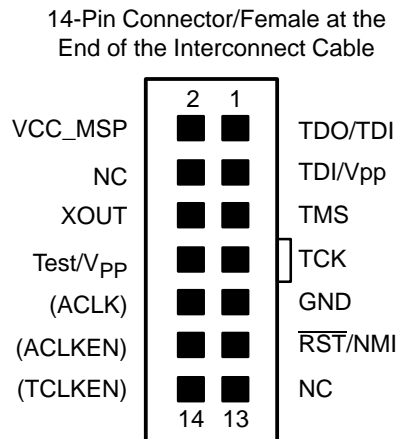 14-Pin Connector/Female at the
End of the Interconnect Cable
2 1
VCC_MSP TDO/TDI
NC TDI/Vpp
XOUT TMS
Test/VPP TCK
(ACLK) GND
(ACLKEN) R̅S̅T̅/NMI
(TCLKEN) NC
14 13